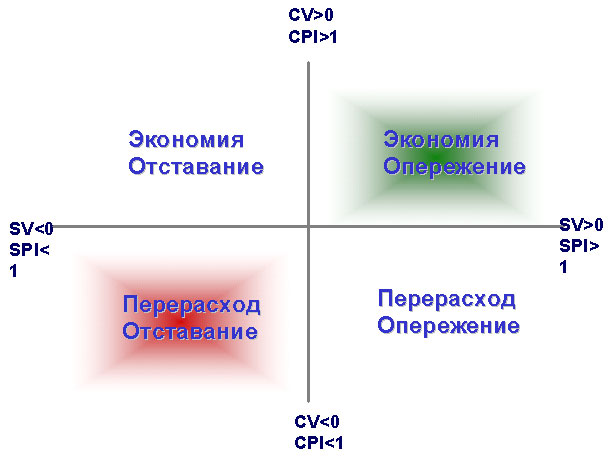 CV>0
CPI>1
Экономия
Отставание
Экономия
Опережение
SV<0
SPI<
1
SV>0
SPI>
1
Перерасход
Отставание
Перерасход
Опережение
CV<0
CPI<1